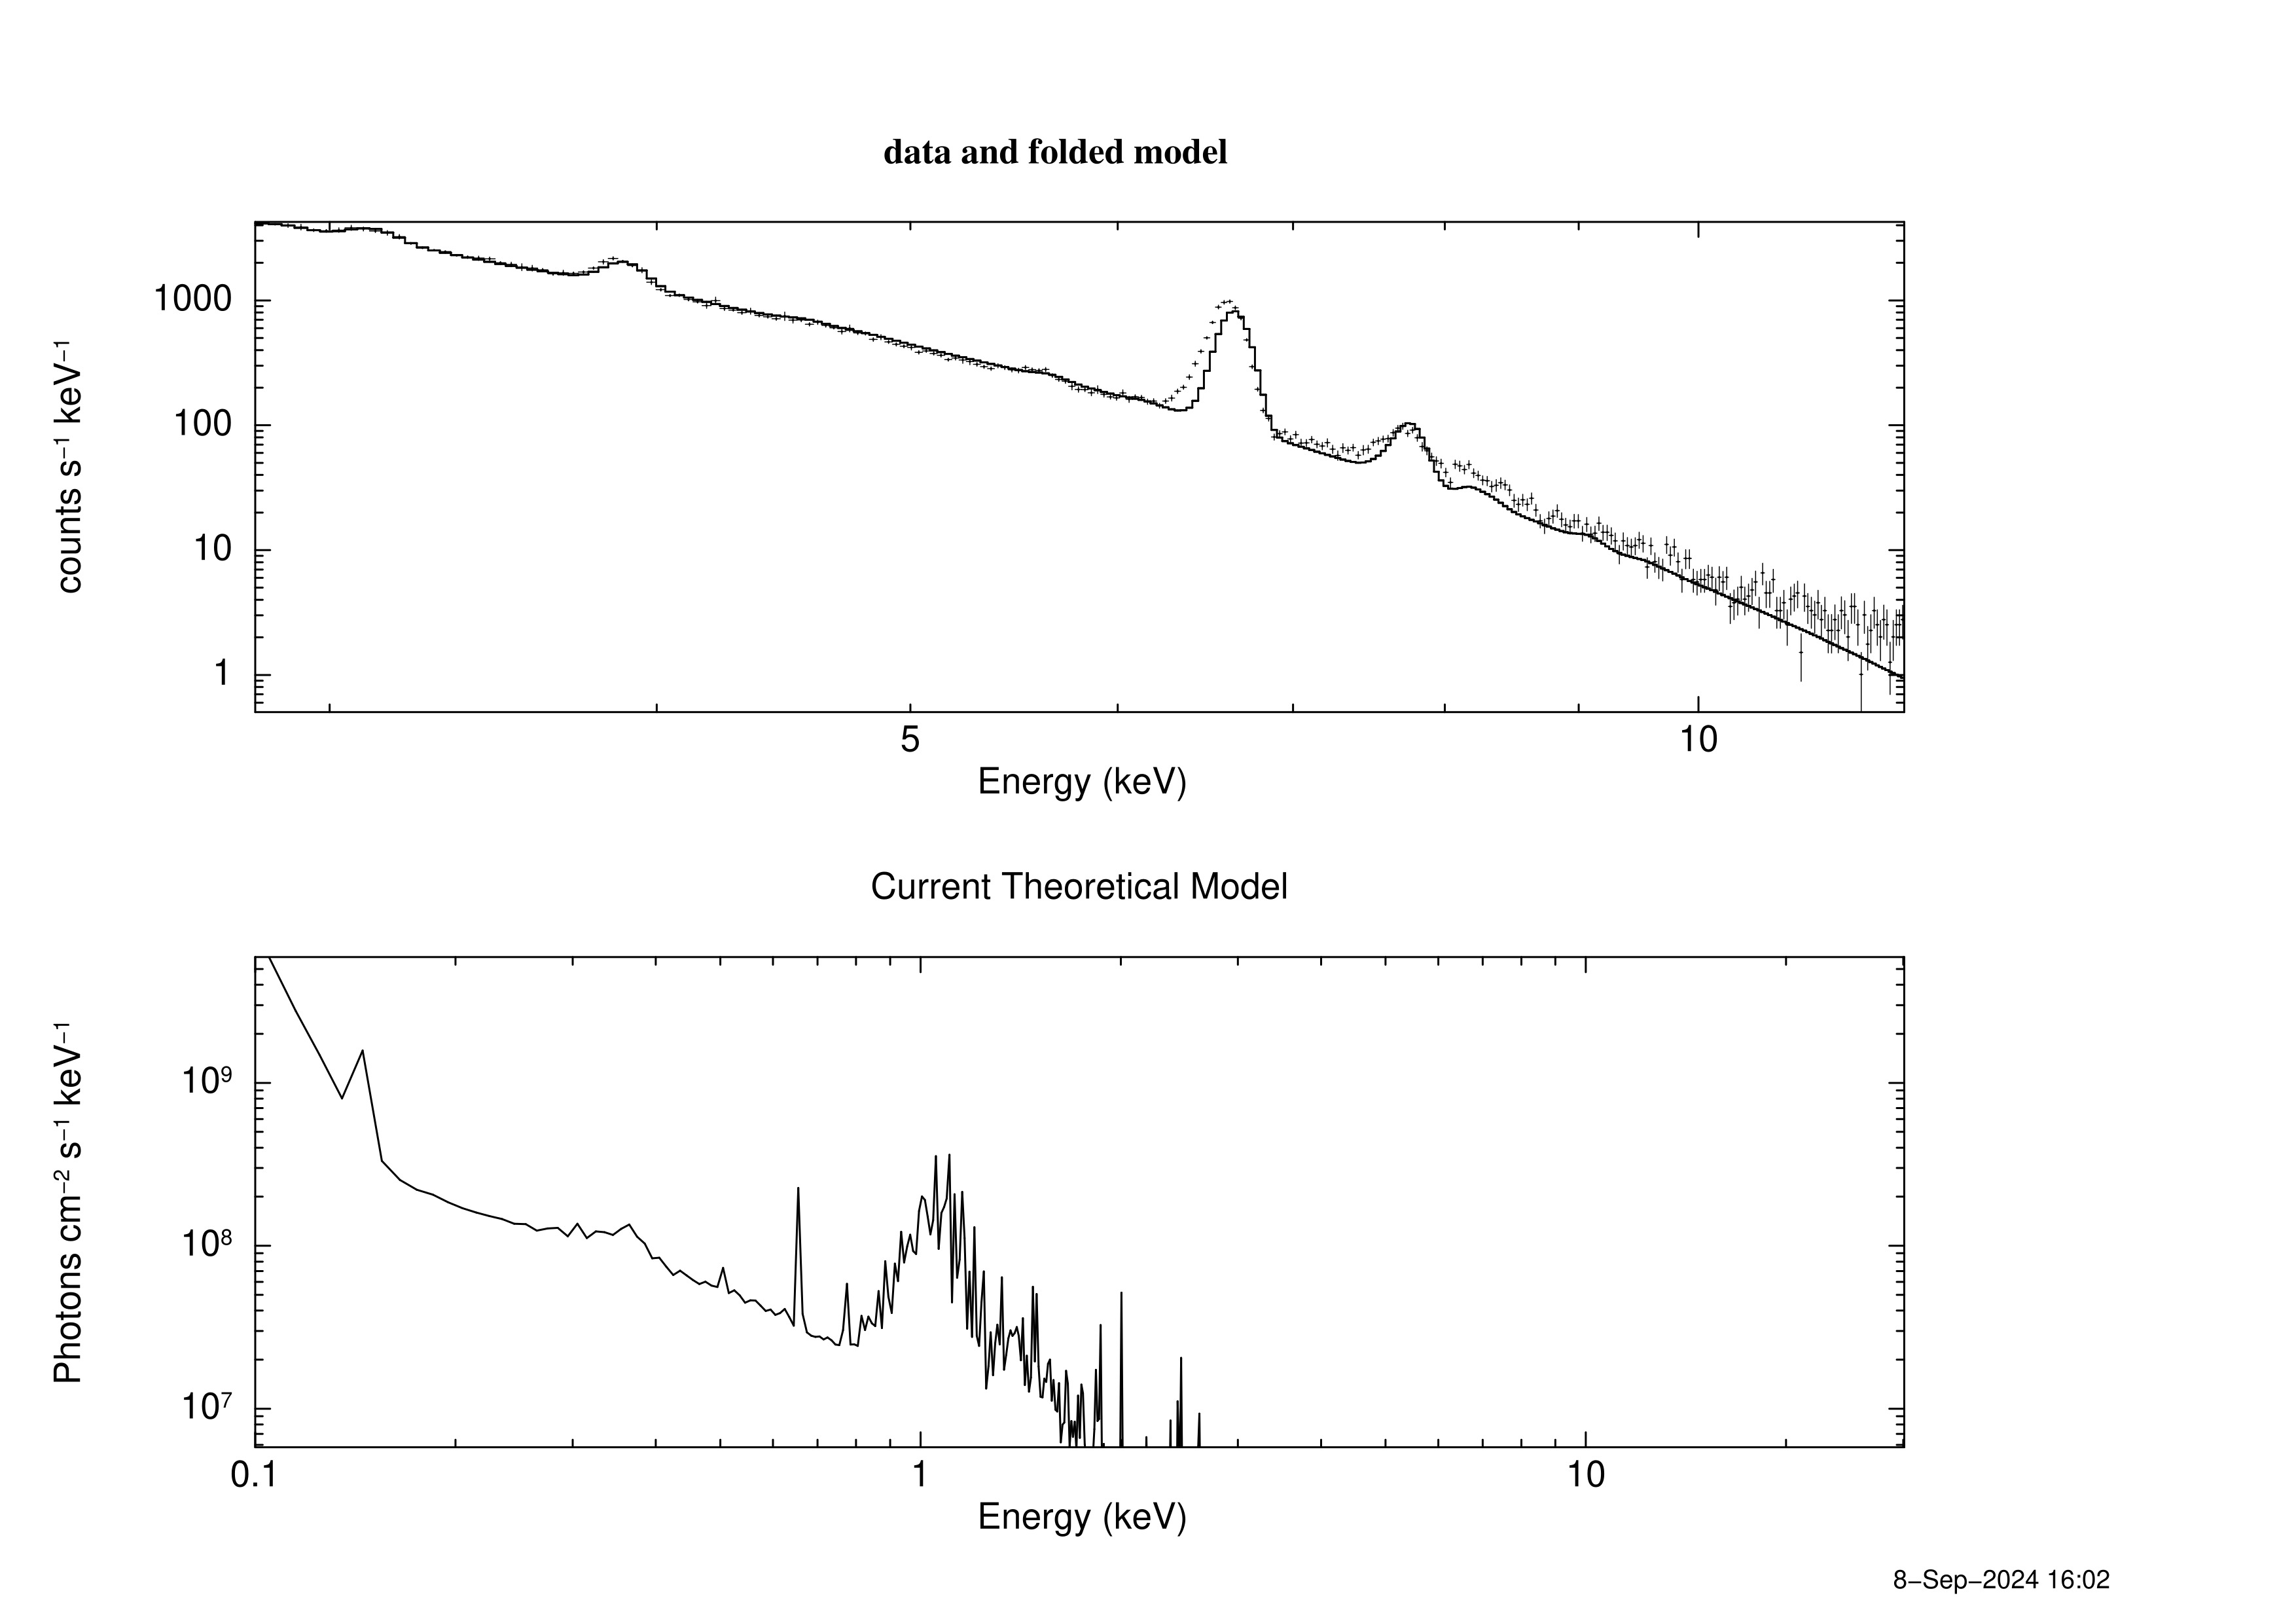 data and folded model
1000
100
10
1
counts s−1 keV−1
5
10
Energy (keV)
Current Theoretical Model
10⁹
10⁸
10⁷
Photons cm−2 s−1 keV−1
0.1
1
10
Energy (keV)
8−Sep−2024 16:02